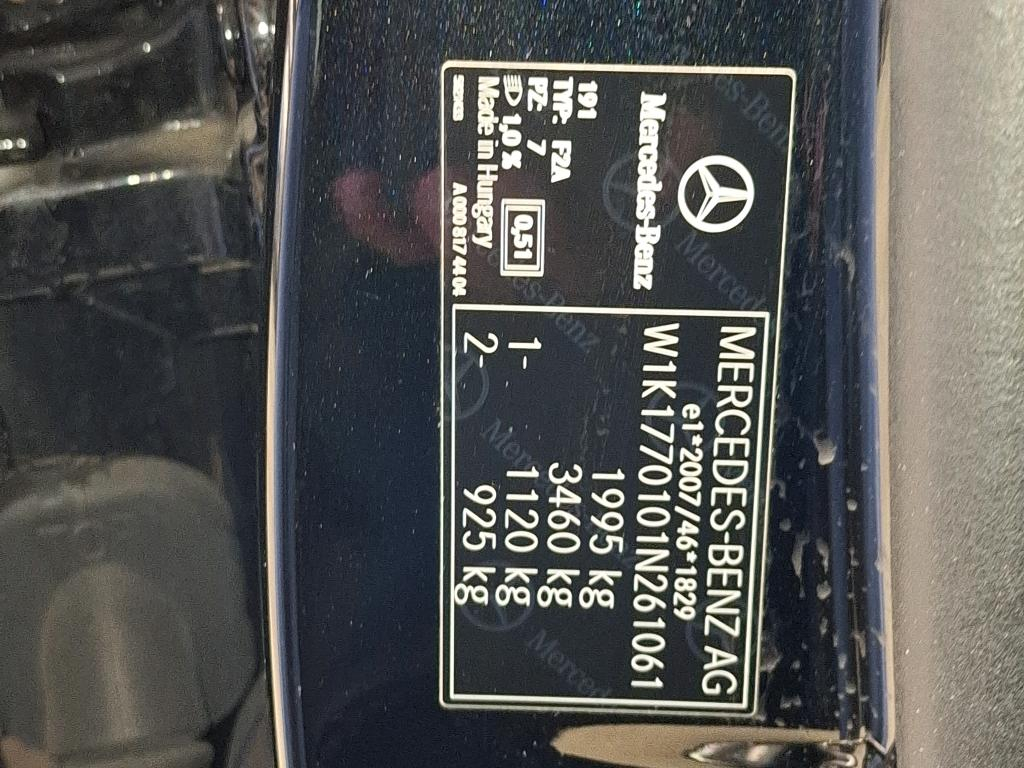 Mercedes-Benz
191
TYP- F2A
PZ: 7
1,0 %
0,51
Made in Hungary
A 000 817 44 04
MERCEDES-BENZ AG
e1*2007/46*1829
W1K1770101N261061
1995 kg
3460 kg
1- 1120 kg
2- 925 kg